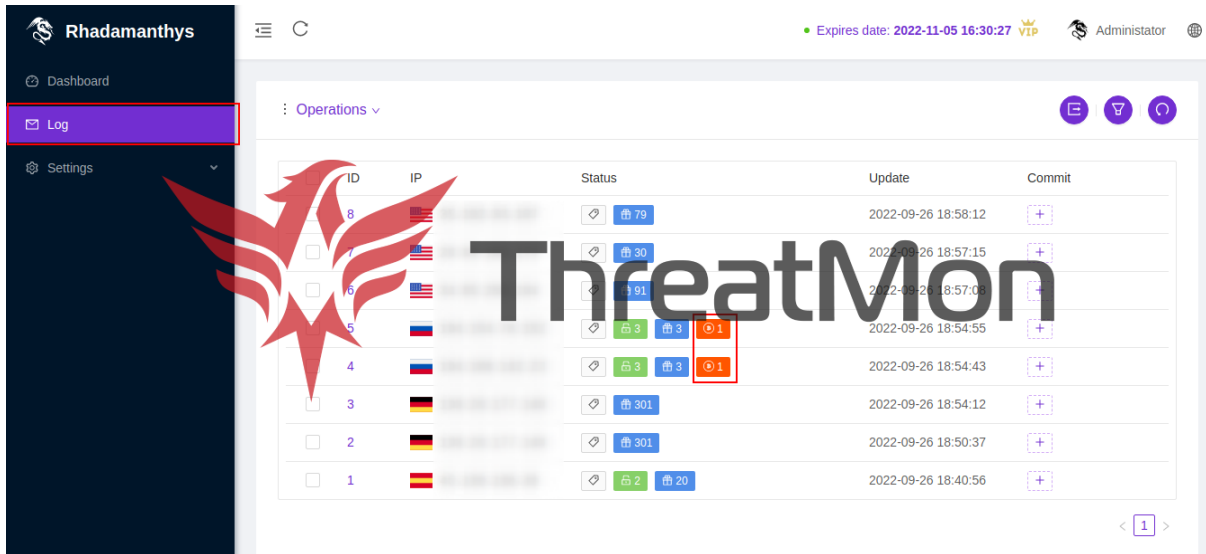 Rhadamanthys
Expires date: 2022-11-05 16:30:27 VIP Administator
Dashboard
Log
Settings
Operations
ID IP Status Update Commit
8 79 2022-09-26 18:58:12 +
7 30 2022-09-26 18:57:15 +
6 91 2022-09-26 18:57:08 +
5 3 3 1 2022-09-26 18:54:55 +
4 3 3 1 2022-09-26 18:54:43 +
3 301 2022-09-26 18:54:12 +
2 301 2022-09-26 18:50:37 +
1 2 20 2022-09-26 18:40:56 +
ThreatMon
< 1 >